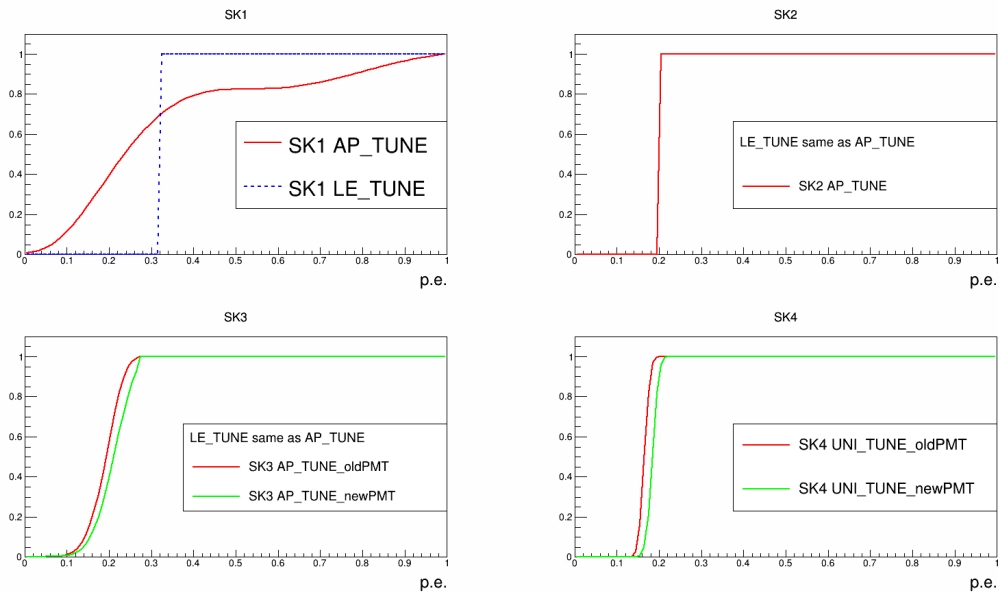 SK1
1
0.8
0.6
0.4
0.2
0
SK1 AP_TUNE
SK1 LE_TUNE
0 0.1 0.2 0.3 0.4 0.5 0.6 0.7 0.8 0.9 1
p.e.
SK2
1
0.8
0.6
0.4
0.2
0
LE_TUNE same as AP_TUNE
SK2 AP_TUNE
0 0.1 0.2 0.3 0.4 0.5 0.6 0.7 0.8 0.9 1
p.e.
SK3
1
0.8
0.6
0.4
0.2
0
LE_TUNE same as AP_TUNE
SK3 AP_TUNE_oldPMT
SK3 AP_TUNE_newPMT
0 0.1 0.2 0.3 0.4 0.5 0.6 0.7 0.8 0.9 1
p.e.
SK4
1
0.8
0.6
0.4
0.2
0
SK4 UNI_TUNE_oldPMT
SK4 UNI_TUNE_newPMT
0 0.1 0.2 0.3 0.4 0.5 0.6 0.7 0.8 0.9 1
p.e.